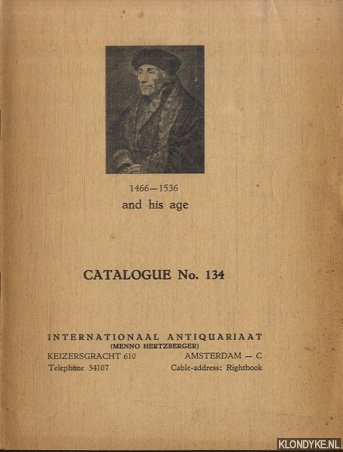 1466—1536
and his age
CATALOGUE No. 134
INTERNATIONAAL ANTIQUARIAAT
(MENNO HERTZBERGER)
KEIZERSGRACHT 610 AMSTERDAM — C
Telephone 34107 Cable-address: Rightbook
KLONDYKE.NL